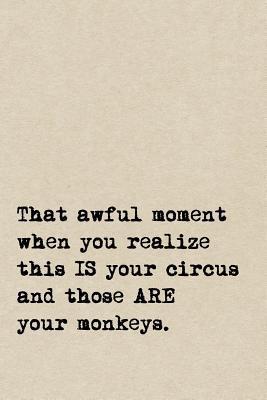 That awful moment
when you realize
this IS your circus
and those ARE
your monkeys.